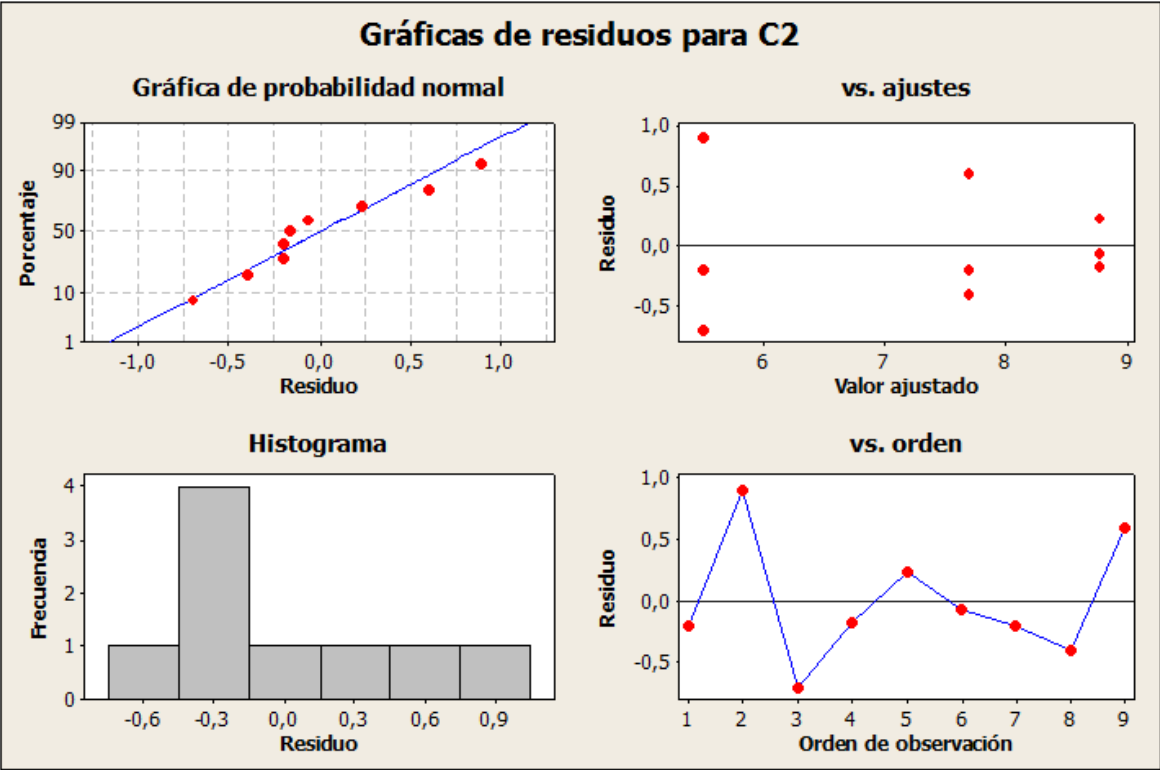 Gráficas de residuos para C2
Gráfica de probabilidad normal
99
90
50
10
1
Porcentaje
-1,0 -0,5 0,0 0,5 1,0
Residuo
vs. ajustes
1,0
0,5
0,0
-0,5
Residuo
6 7 8 9
Valor ajustado
Histograma
4
3
2
1
0
Frecuencia
-0,6 -0,3 0,0 0,3 0,6 0,9
Residuo
vs. orden
1,0
0,5
0,0
-0,5
Residuo
1 2 3 4 5 6 7 8 9
Orden de observación